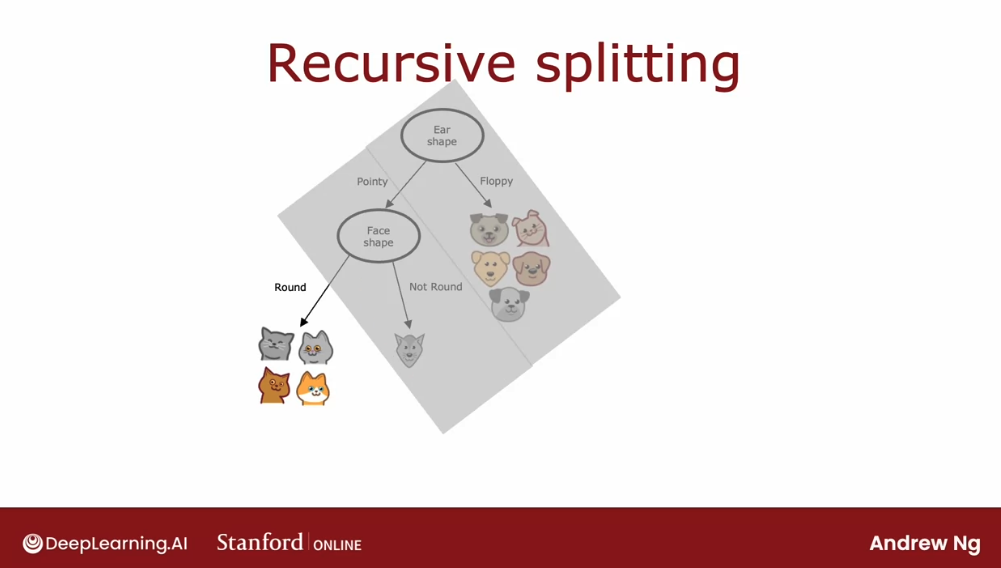 Recursive splitting
Ear
shape
Pointy
Floppy
Face
shape
Round
Not Round
DeepLearning.AI
Stanford ONLINE
Andrew Ng